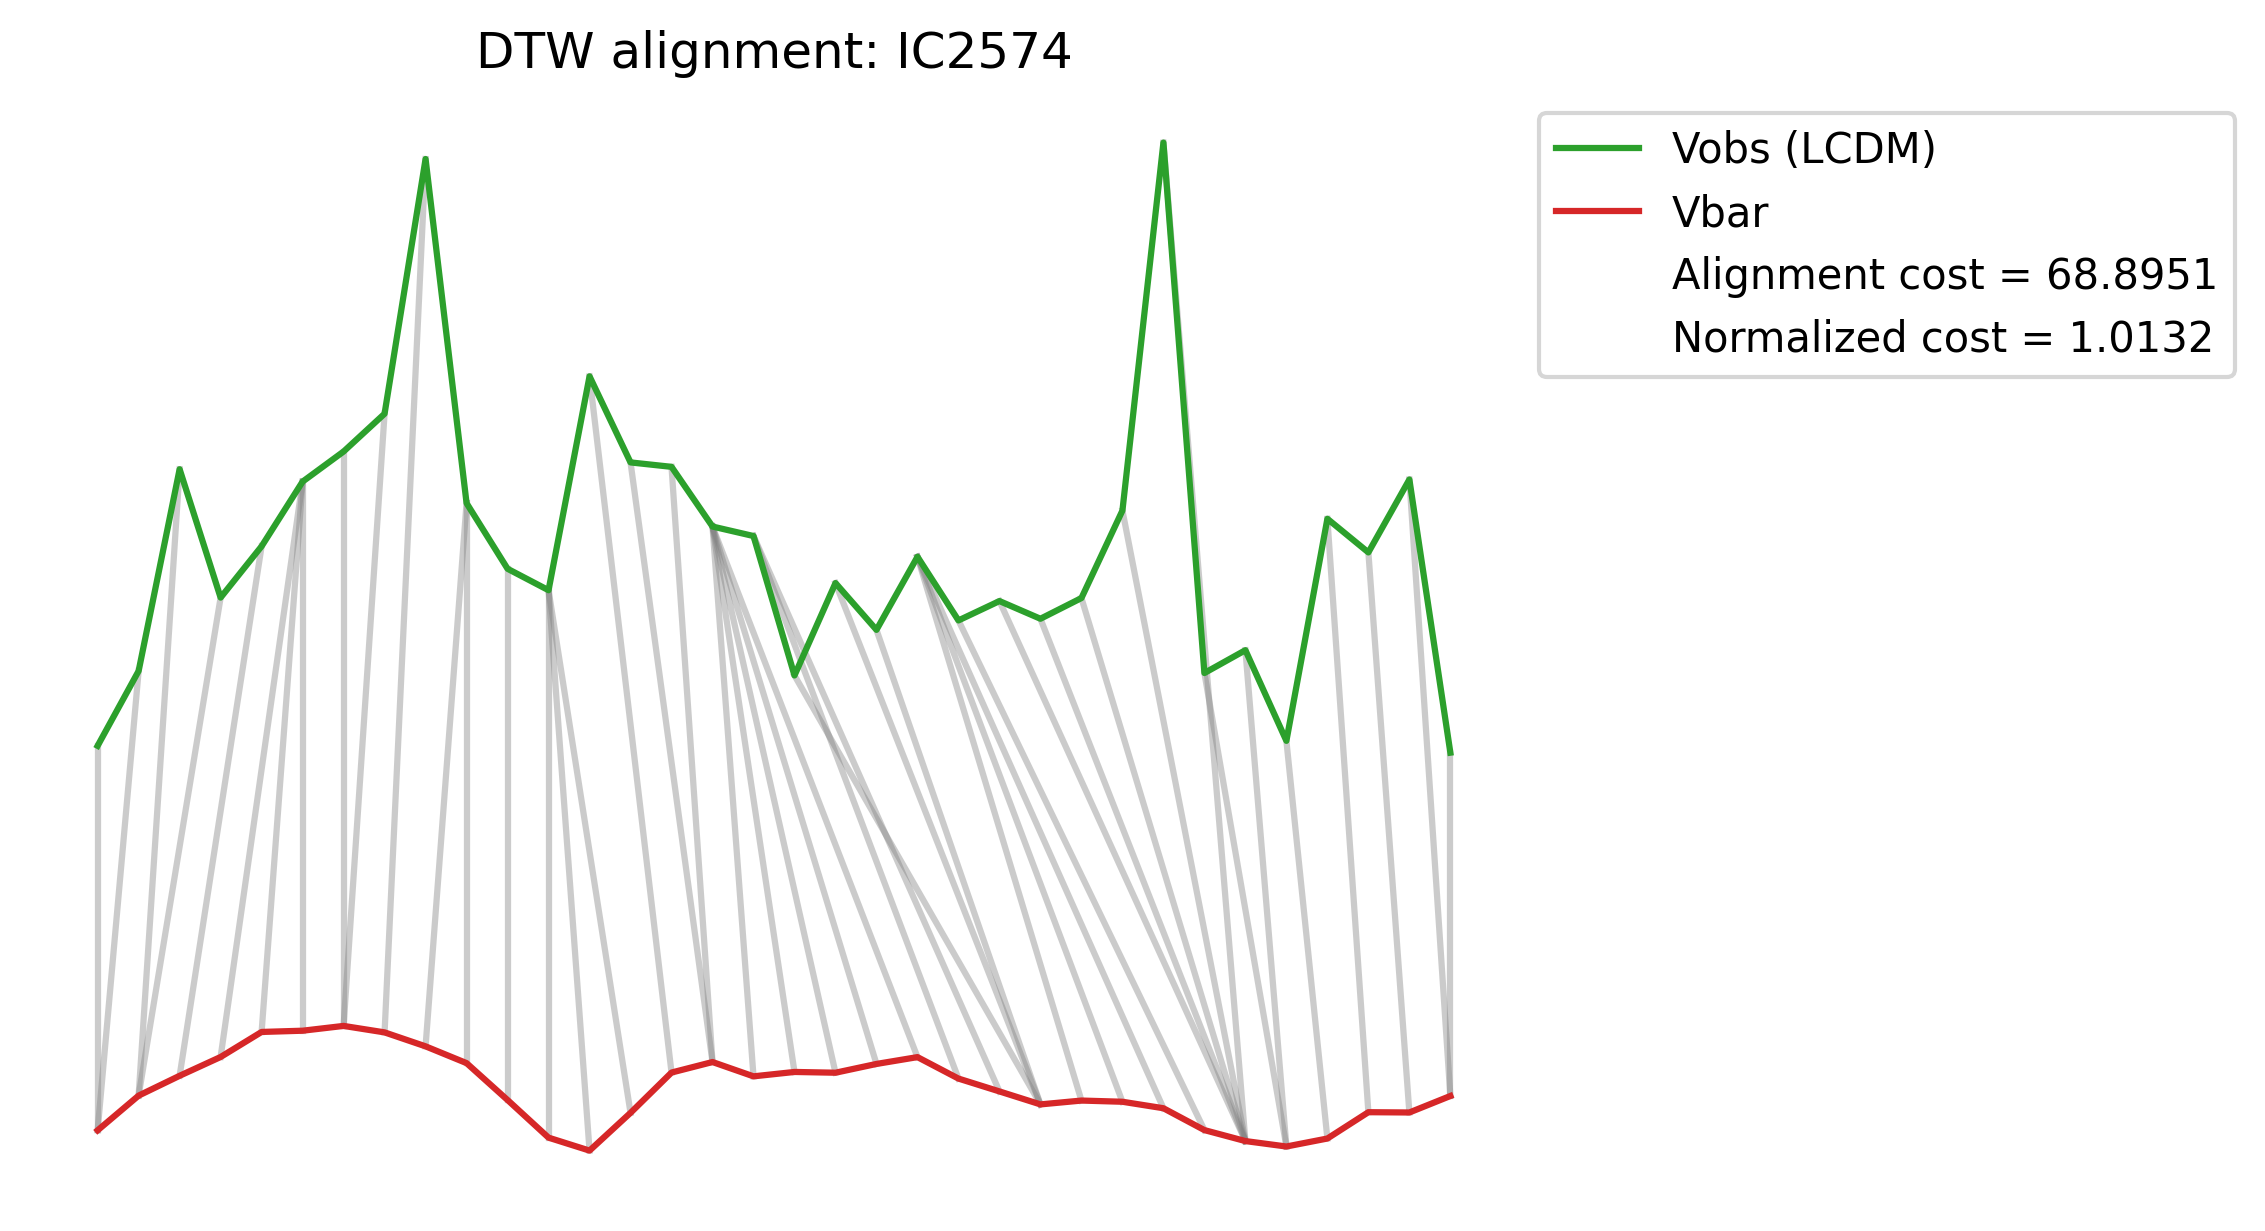 DTW alignment: IC2574
Vobs (LCDM)
Vbar
Alignment cost = 68.8951
Normalized cost = 1.0132